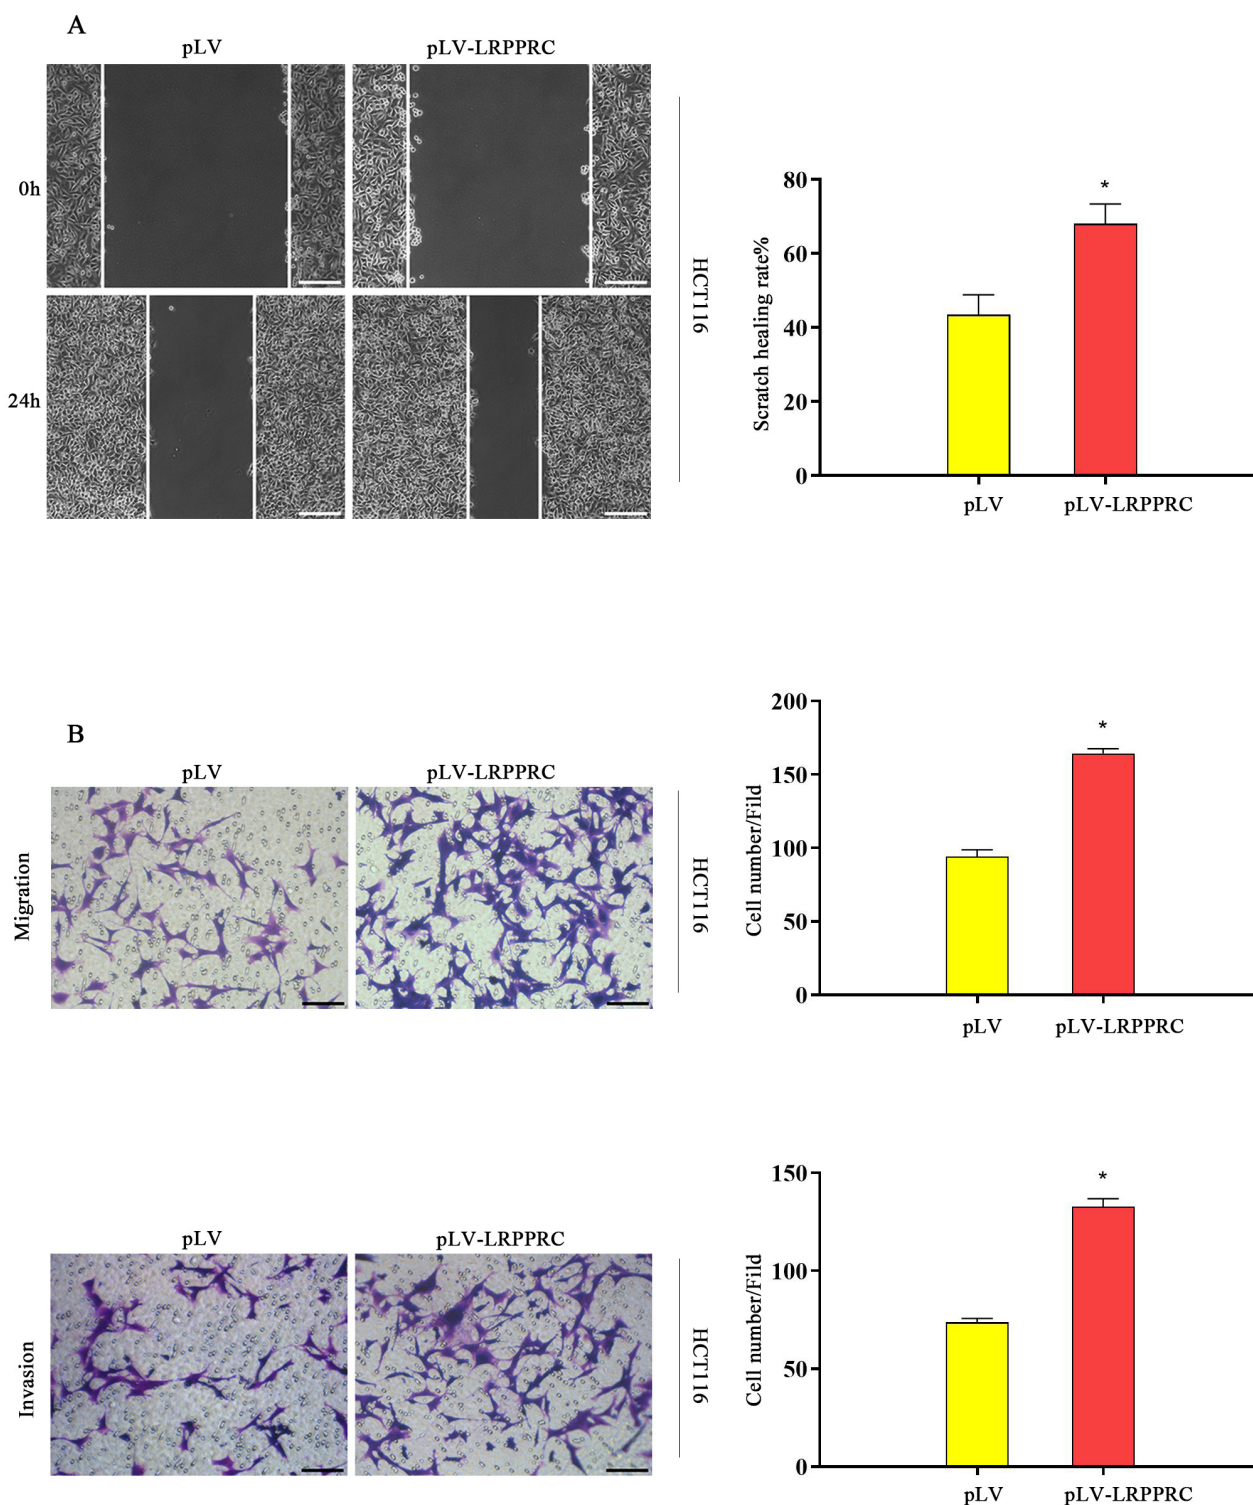 A
pLV
pLV-LRPPRC
0h
24h
HCT116
Scratch healing rate%
80
60
40
20
0
pLV
pLV-LRPPRC
B
pLV
pLV-LRPPRC
Migration
HCT116
Cell number/Fild
200
150
100
50
0
*
*
pLV
pLV-LRPPRC
pLV
pLV-LRPPRC
Invasion
HCT116
Cell number/Fild
150
100
50
0
*
pLV
pLV-LRPPRC